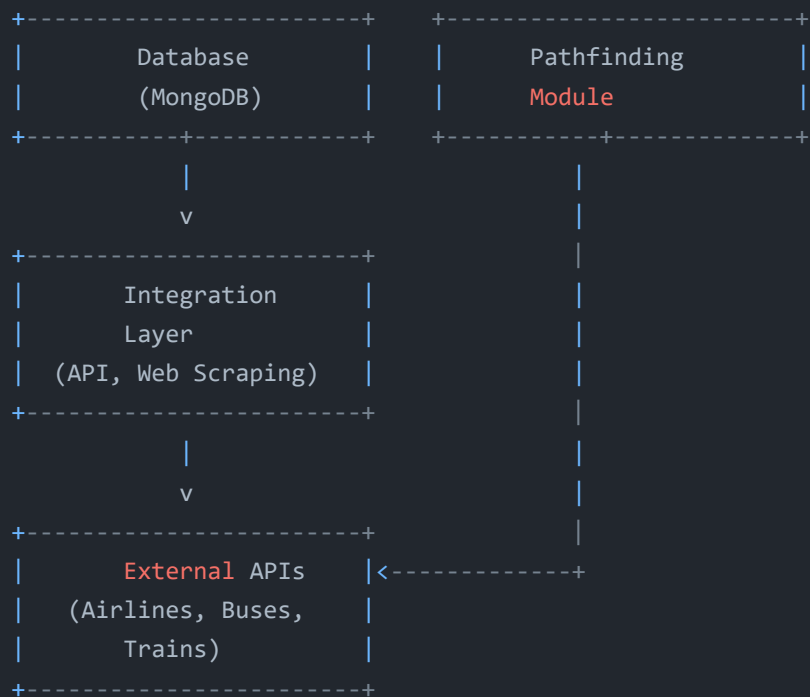 Database
(MongoDB)
Pathfinding
Module
v
Integration
Layer
(API, Web Scraping)
v
External APIs
(Airlines, Buses,
Trains)